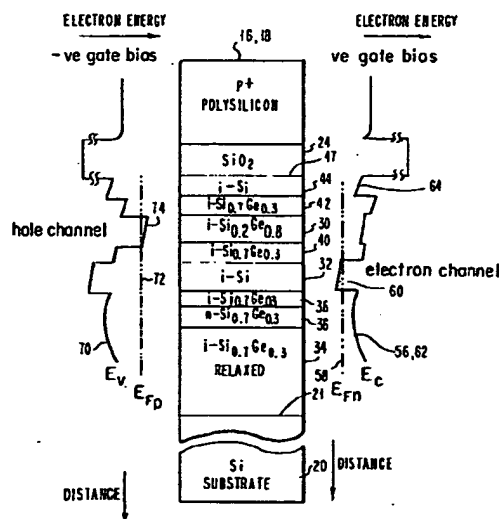 ELECTRON ENERGY
-ve gate bias
16,18
ELECTRON ENERGY
ve gate bias
p+
POLYSILICON
24
SiO2
47
i-Si
44
64
i-Si0.7Ge0.3
42
74
hole channel
i-Si0.2Ge0.8
30
i-Si0.7Ge0.3
40
72
i-Si
32
electron channel
60
i-Si0.7Ge0.3
36
n-Si0.7Ge0.3
36
70
i-Si0.7Ge0.3
RELAXED
34
56,62
58
Ev
EFp
21
EFn
Ec
Si
SUBSTRATE
20
DISTANCE
DISTANCE